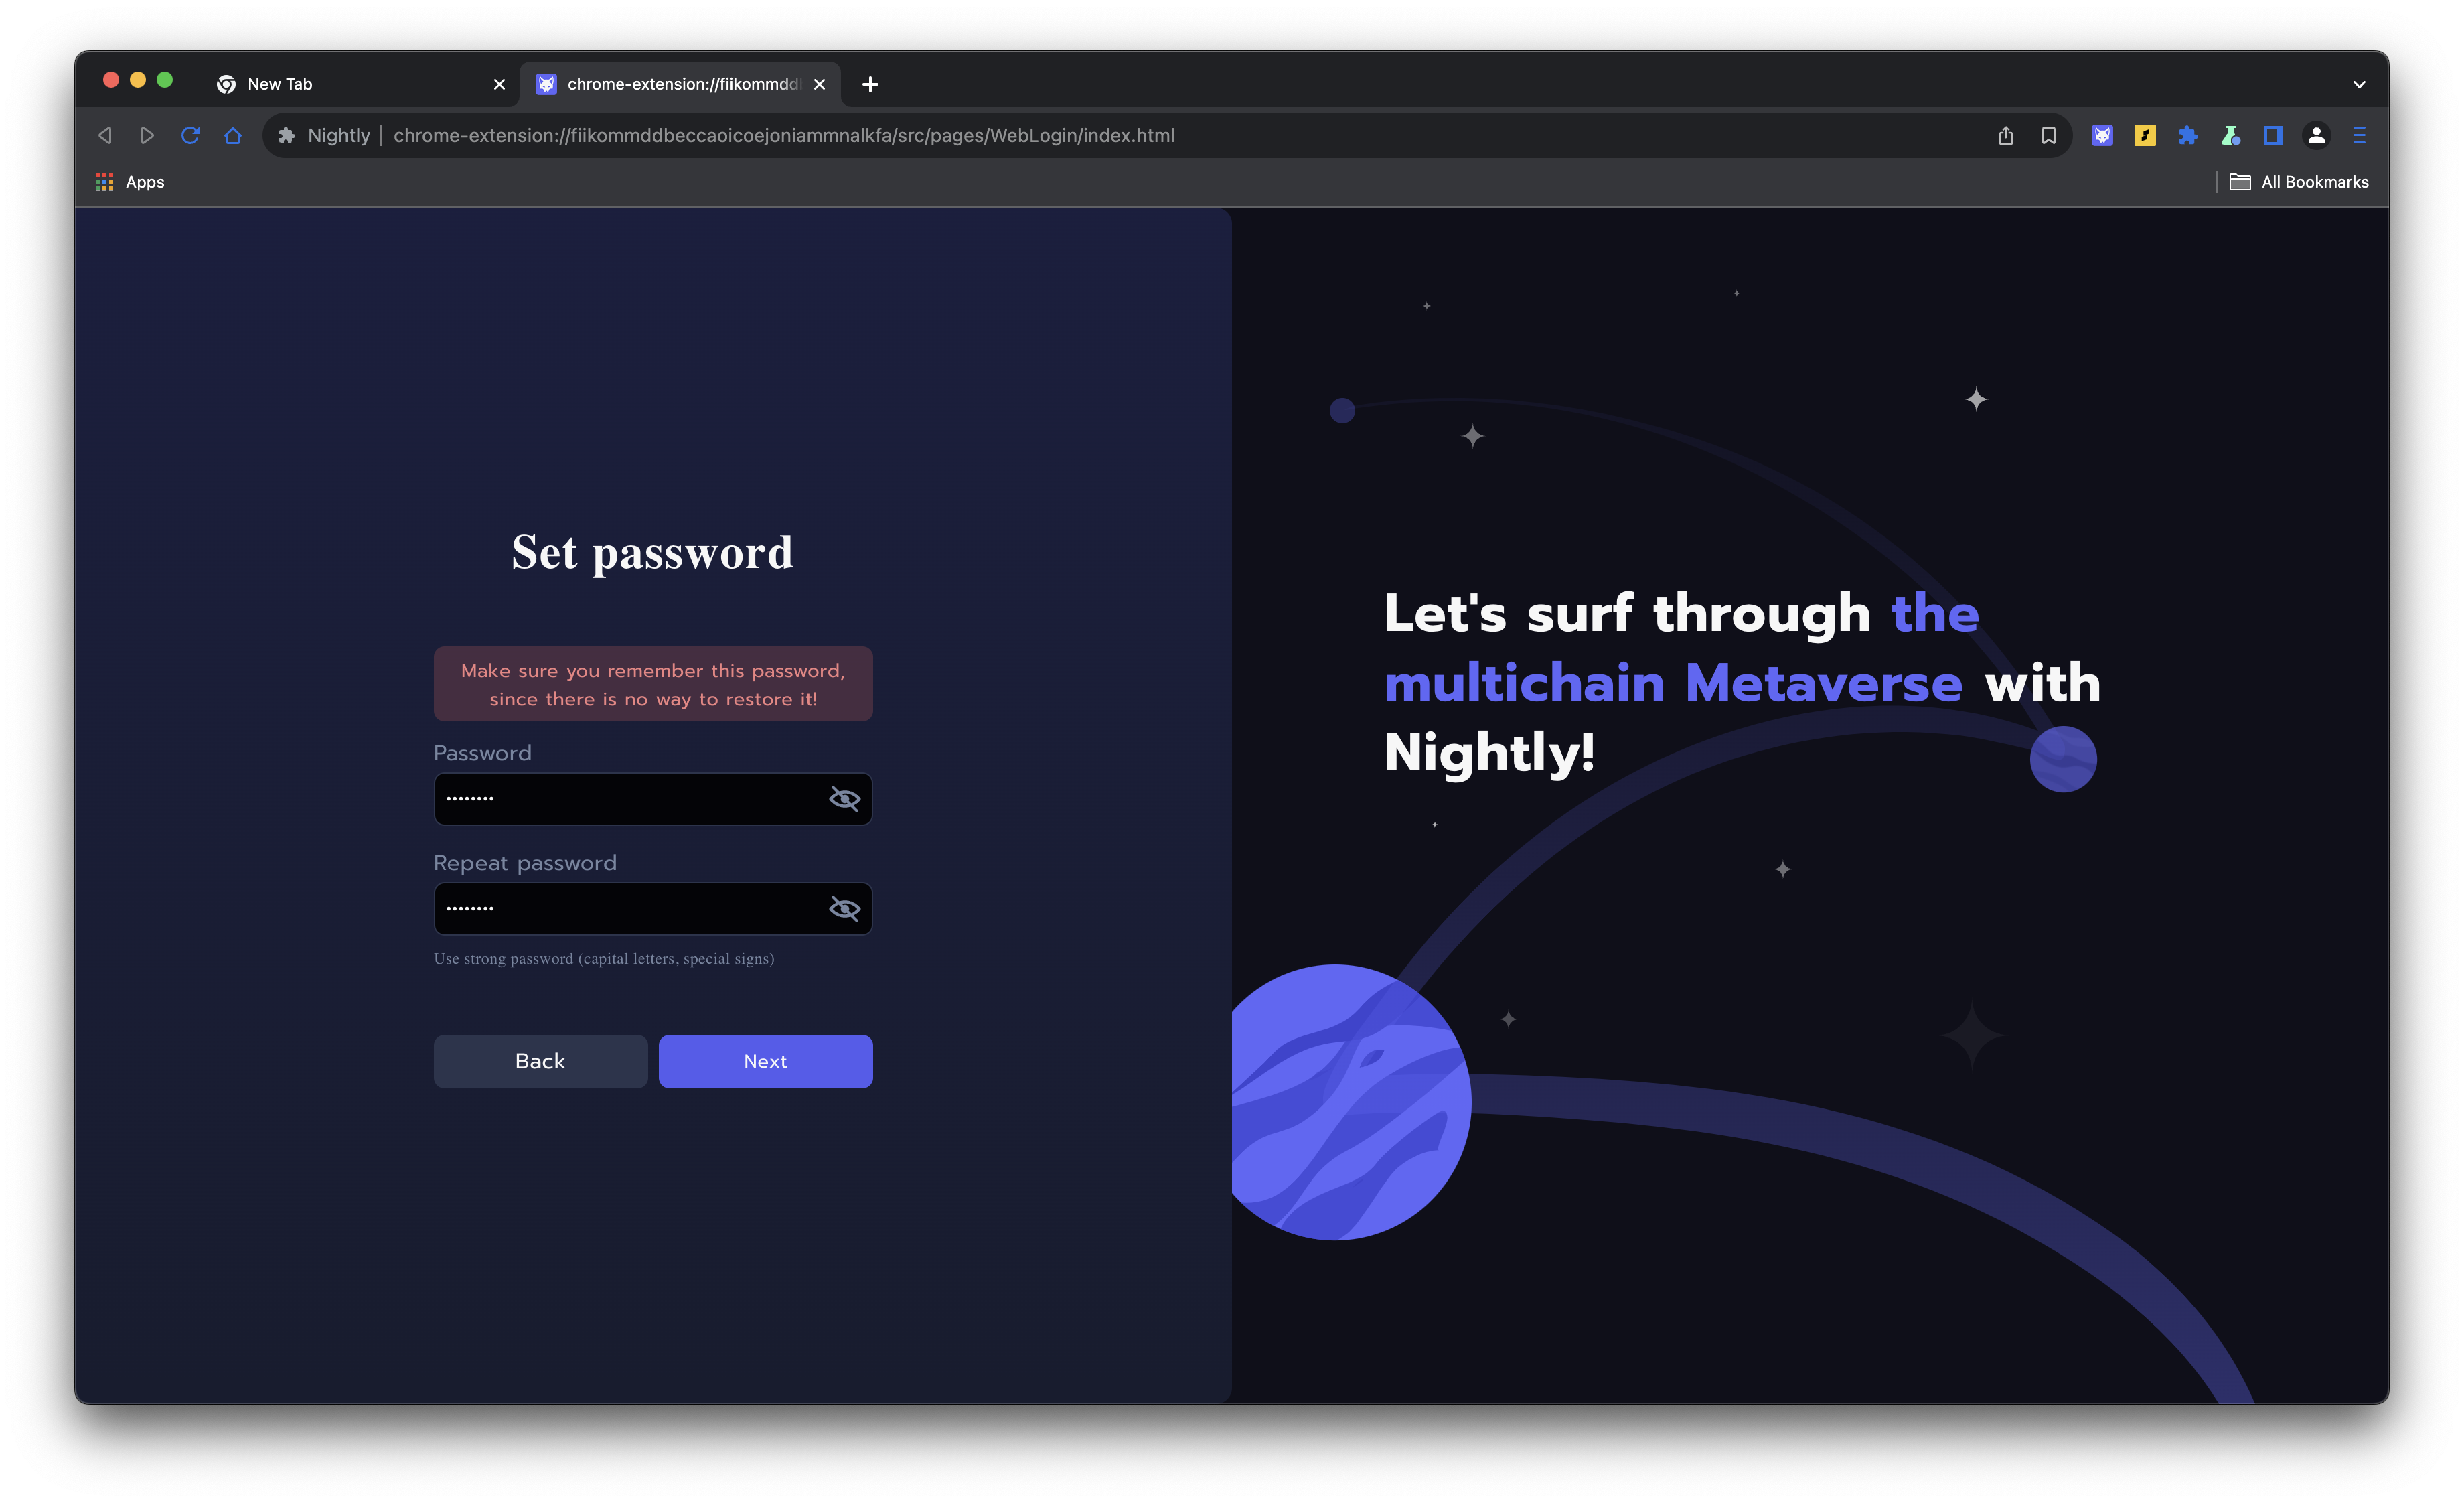 New Tab
chrome-extension://fiikommdd
Nightly
chrome-extension://fiikommddbeccaoicoejoniammnalkfa/src/pages/WebLogin/index.html
Apps
All Bookmarks
Set password
Make sure you remember this password,
since there is no way to restore it!
Password
••••••••
Repeat password
••••••••
Use strong password (capital letters, special signs)
Back
Next
Let's surf through the
multichain Metaverse with
Nightly!